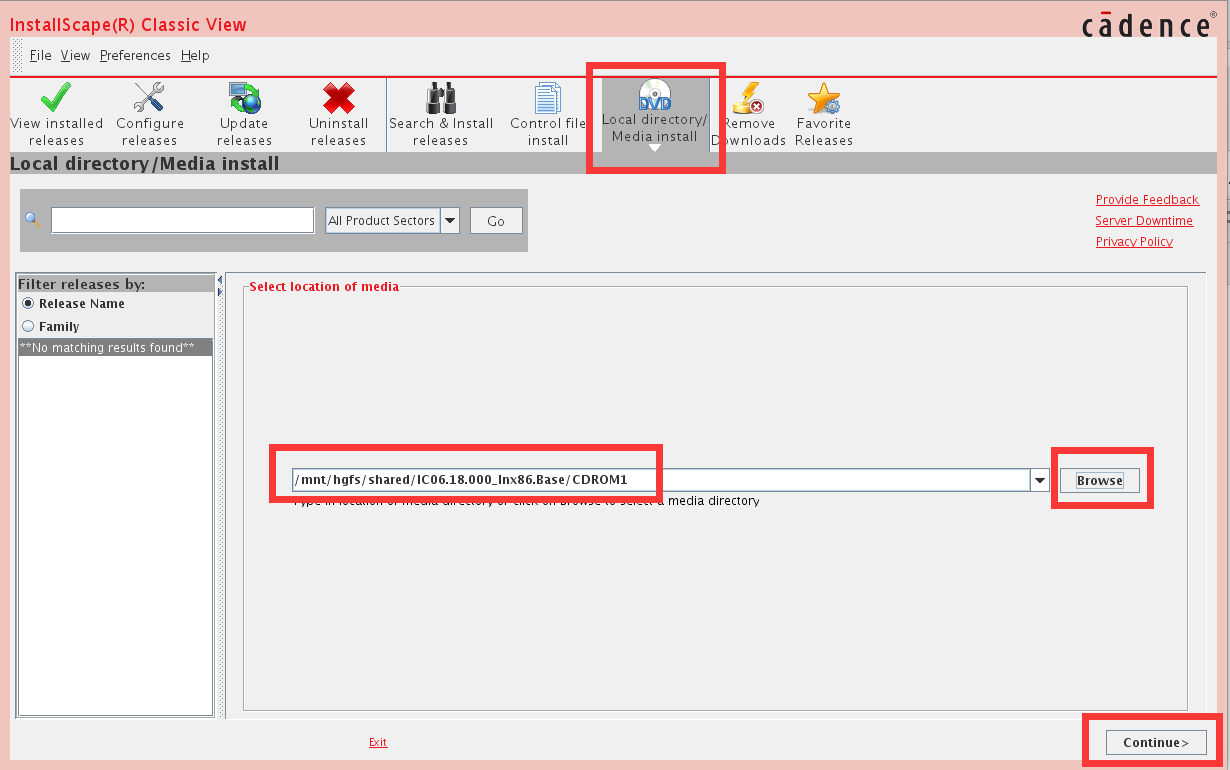 InstallScape(R) Classic View
cādence®
File View Preferences Help
View installed releases
Configure releases
Update releases
Uninstall releases
Search & Install releases
Control file install
DVD
Local directory/ Media install
Remove Downloads
Favorite Releases
Local directory/Media install
All Product Sectors
Go
Provide Feedback
Server Downtime
Privacy Policy
Filter releases by:
Release Name
Family
**No matching results found**
Select location of media
/mnt/hgfs/shared/IC06.18.000_lnx86.Base/CDROM1
Browse
Type in location of media directory or click on Browse to select a media directory
Exit
Continue>